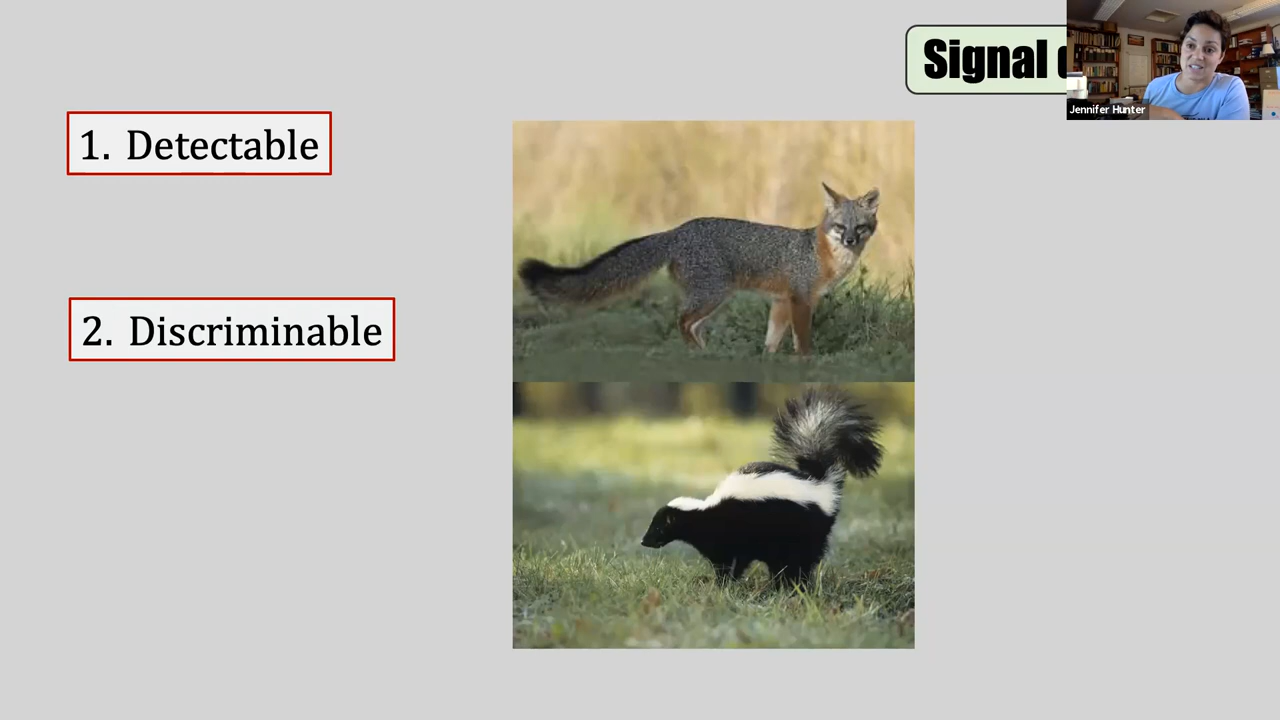 Signal
Jennifer Hunter
1. Detectable
2. Discriminable